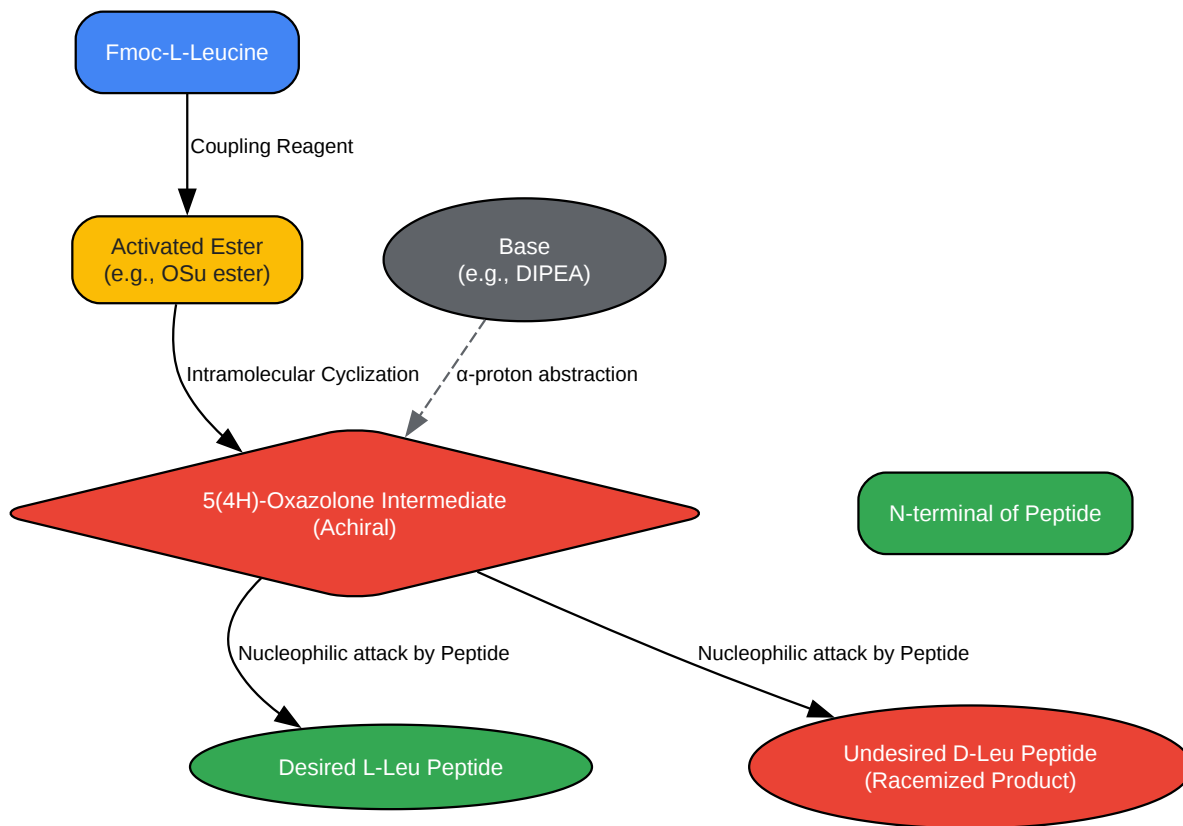 Fmoc-L-Leucine
Coupling Reagent
Activated Ester
(e.g., OSu ester)
Base
(e.g., DIPEA)
Intramolecular Cyclization
α-proton abstraction
5(4H)-Oxazolone Intermediate
(Achiral)
N-terminal of Peptide
Nucleophilic attack by Peptide
Nucleophilic attack by Peptide
Desired L-Leu Peptide
Undesired D-Leu Peptide
(Racemized Product)